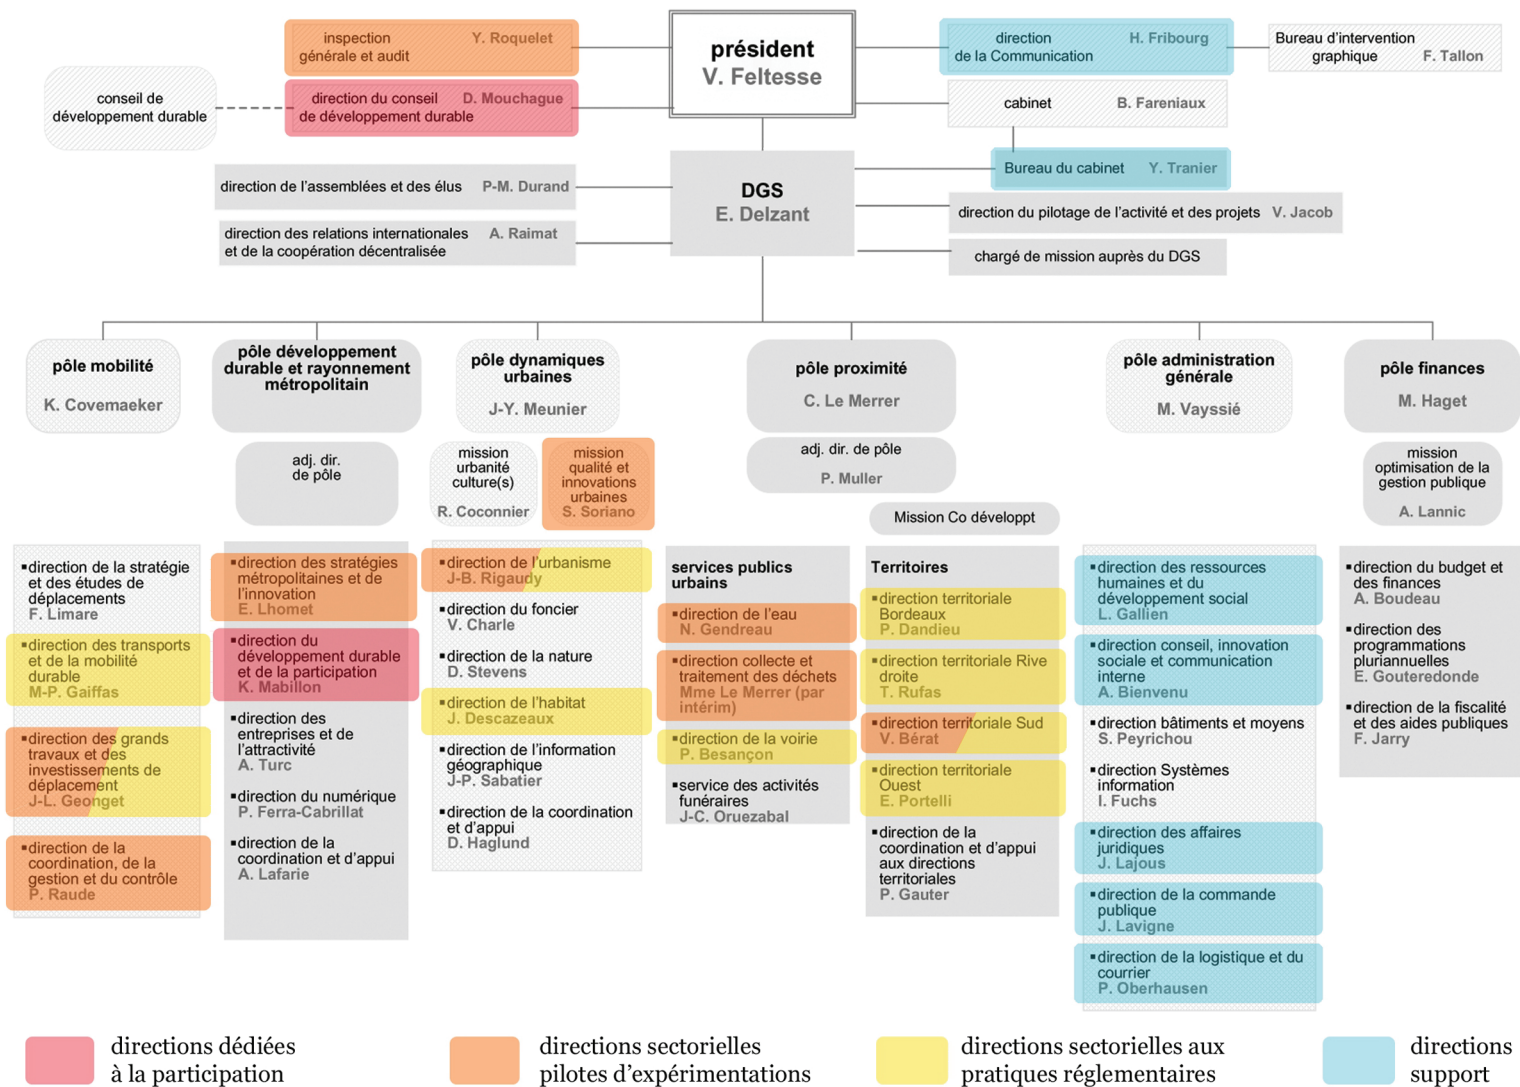 inspection
générale et audit
Y. Roquelet
président
V. Feltesse
direction
de la Communication
H. Fribourg
Bureau d'intervention
graphique
F. Tallon
conseil de
développement durable
direction du conseil
de développement durable
D. Mouchague
cabinet
B. Fareniaux
Bureau du cabinet
Y. Tranier
direction de l'assemblées et des élus
P-M. Durand
DGS
E. Delzant
direction du pilotage de l'activité et des projets
V. Jacob
direction des relations internationales
et de la coopération décentralisée
A. Raimat
chargé de mission auprès du DGS
pôle mobilité
K. Covemaeker
pôle développement
durable et rayonnement
métropolitain
pôle dynamiques
urbaines
J-Y. Meunier
pôle proximité
C. Le Merrer
pôle administration
générale
M. Vayssié
pôle finances
M. Haget
adj. dir.
de pôle
mission
urbanité
culture(s)
R. Coconnier
mission
qualité et
innovations
urbaines
S. Soriano
adj. dir. de pôle
P. Muller
Mission Co développt
mission
optimisation de la
gestion publique
A. Lannic
▪direction de la stratégie
et des études de
déplacements
F. Limare
▪direction des transports
et de la mobilité
durable
M-P. Gaiffas
▪direction des grands
travaux et des
investissements de
déplacement
J-L. Geonget
▪direction de la
coordination, de la
gestion et du contrôle
P. Raude
▪direction des stratégies
métropolitaines et de
l'innovation
E. Lhomet
▪direction du
développement durable
et de la participation
K. Mabillon
▪direction des
entreprises et de
l'attractivité
A. Turc
▪direction du numérique
P. Ferra-Cabrillat
▪direction de la
coordination et d'appui
A. Lafarie
▪direction de l'urbanisme
J-B. Rigaudy
▪direction du foncier
V. Charle
▪direction de la nature
D. Stevens
▪direction de l'habitat
J. Descazeaux
▪direction de l'information
géographique
J-P. Sabatier
▪direction de la coordination
et d'appui
D. Haglund
services publics
urbains
▪direction de l'eau
N. Gendreau
▪direction collecte et
traitement des déchets
Mme Le Merrer (par
intérim)
▪direction de la voirie
P. Besançon
▪service des activités
funéraires
J-C. Oruezabal
Territoires
▪direction territoriale
Bordeaux
P. Dandieu
▪direction territoriale Rive
droite
T. Rufas
▪direction territoriale Sud
V. Bérat
▪direction territoriale
Ouest
E. Portelli
▪direction de la
coordination et d'appui
aux directions
territoriales
P. Gauter
▪direction des ressources
humaines et du
développement social
L. Gallien
▪direction conseil, innovation
sociale et communication
interne
A. Bienvenu
▪direction bâtiments et moyens
S. Peyrichou
▪direction Systèmes
information
I. Fuchs
▪direction des affaires
juridiques
J. Lajous
▪direction de la commande
publique
J. Lavigne
▪direction de la logistique et du
courrier
P. Oberhausen
▪direction du budget et
des finances
A. Boudeau
▪direction des
programmations
pluriannuelles
E. Gouteredonde
▪direction de la fiscalité
et des aides publiques
F. Jarry
directions dédiées
à la participation
directions sectorielles
pilotes d'expérimentations
directions sectorielles aux
pratiques réglementaires
directions
support